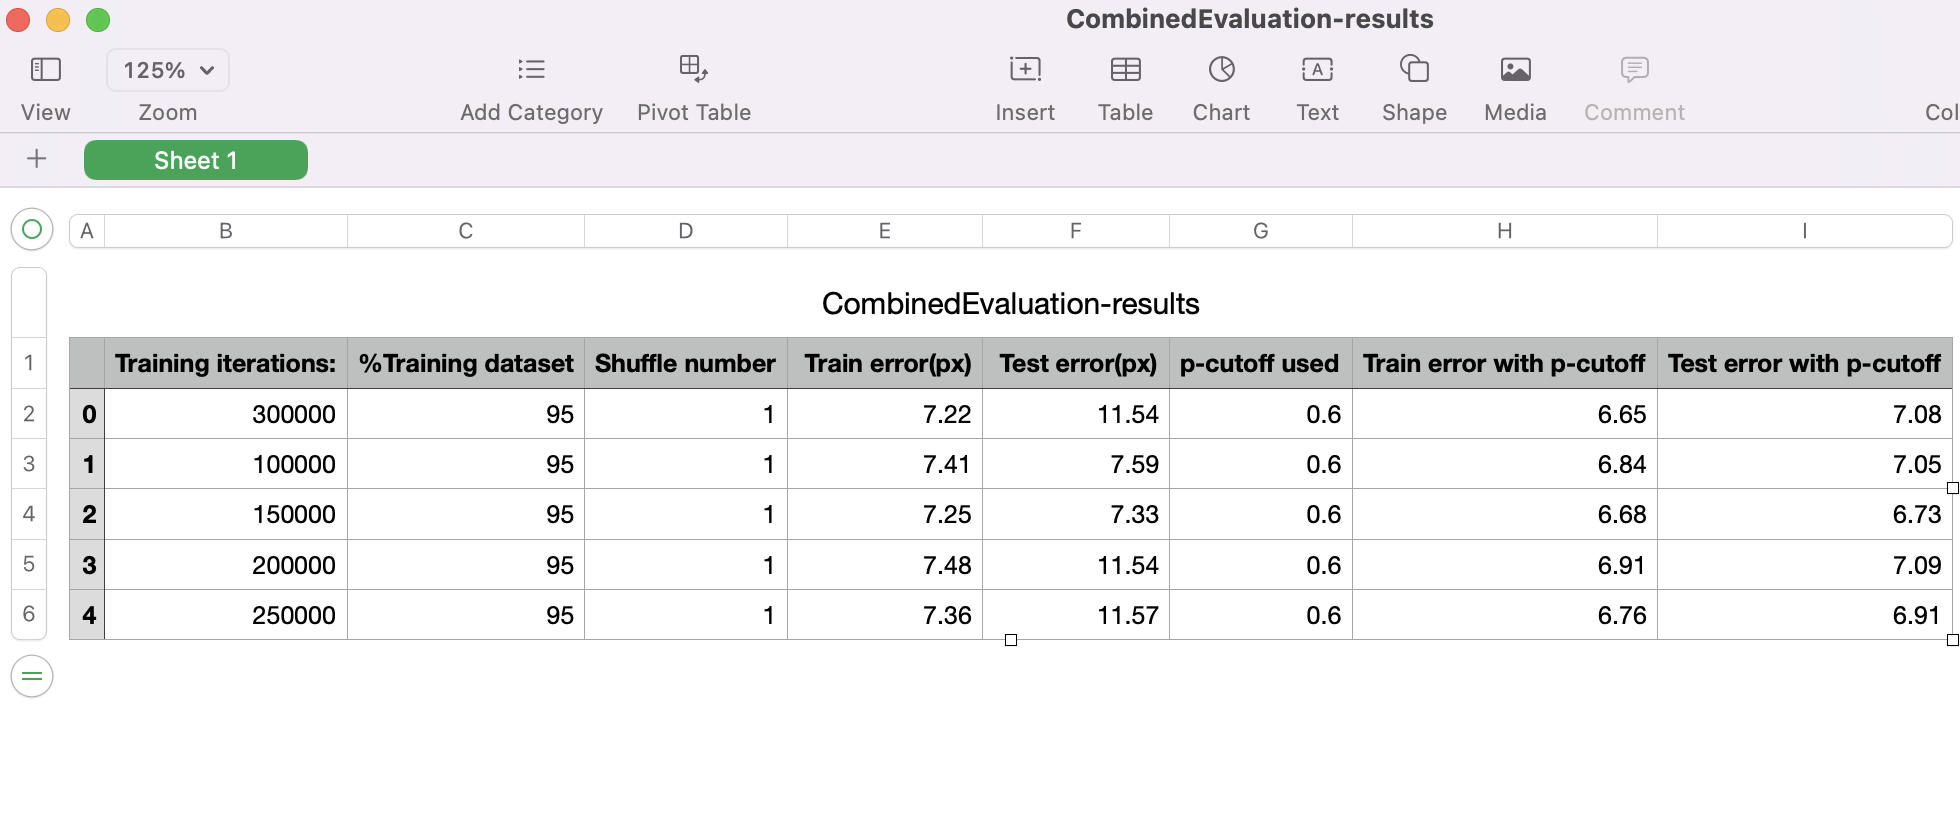 CombinedEvaluation-results
125%
View Zoom Add Category Pivot Table Insert Table Chart Text Shape Media Comment Col
Sheet 1
A B C D E F G H I
CombinedEvaluation-results
1 Training iterations: %Training dataset Shuffle number Train error(px) Test error(px) p-cutoff used Train error with p-cutoff Test error with p-cutoff
2 0 300000 95 1 7.22 11.54 0.6 6.65 7.08
3 1 100000 95 1 7.41 7.59 0.6 6.84 7.05
4 2 150000 95 1 7.25 7.33 0.6 6.68 6.73
5 3 200000 95 1 7.48 11.54 0.6 6.91 7.09
6 4 250000 95 1 7.36 11.57 0.6 6.76 6.91